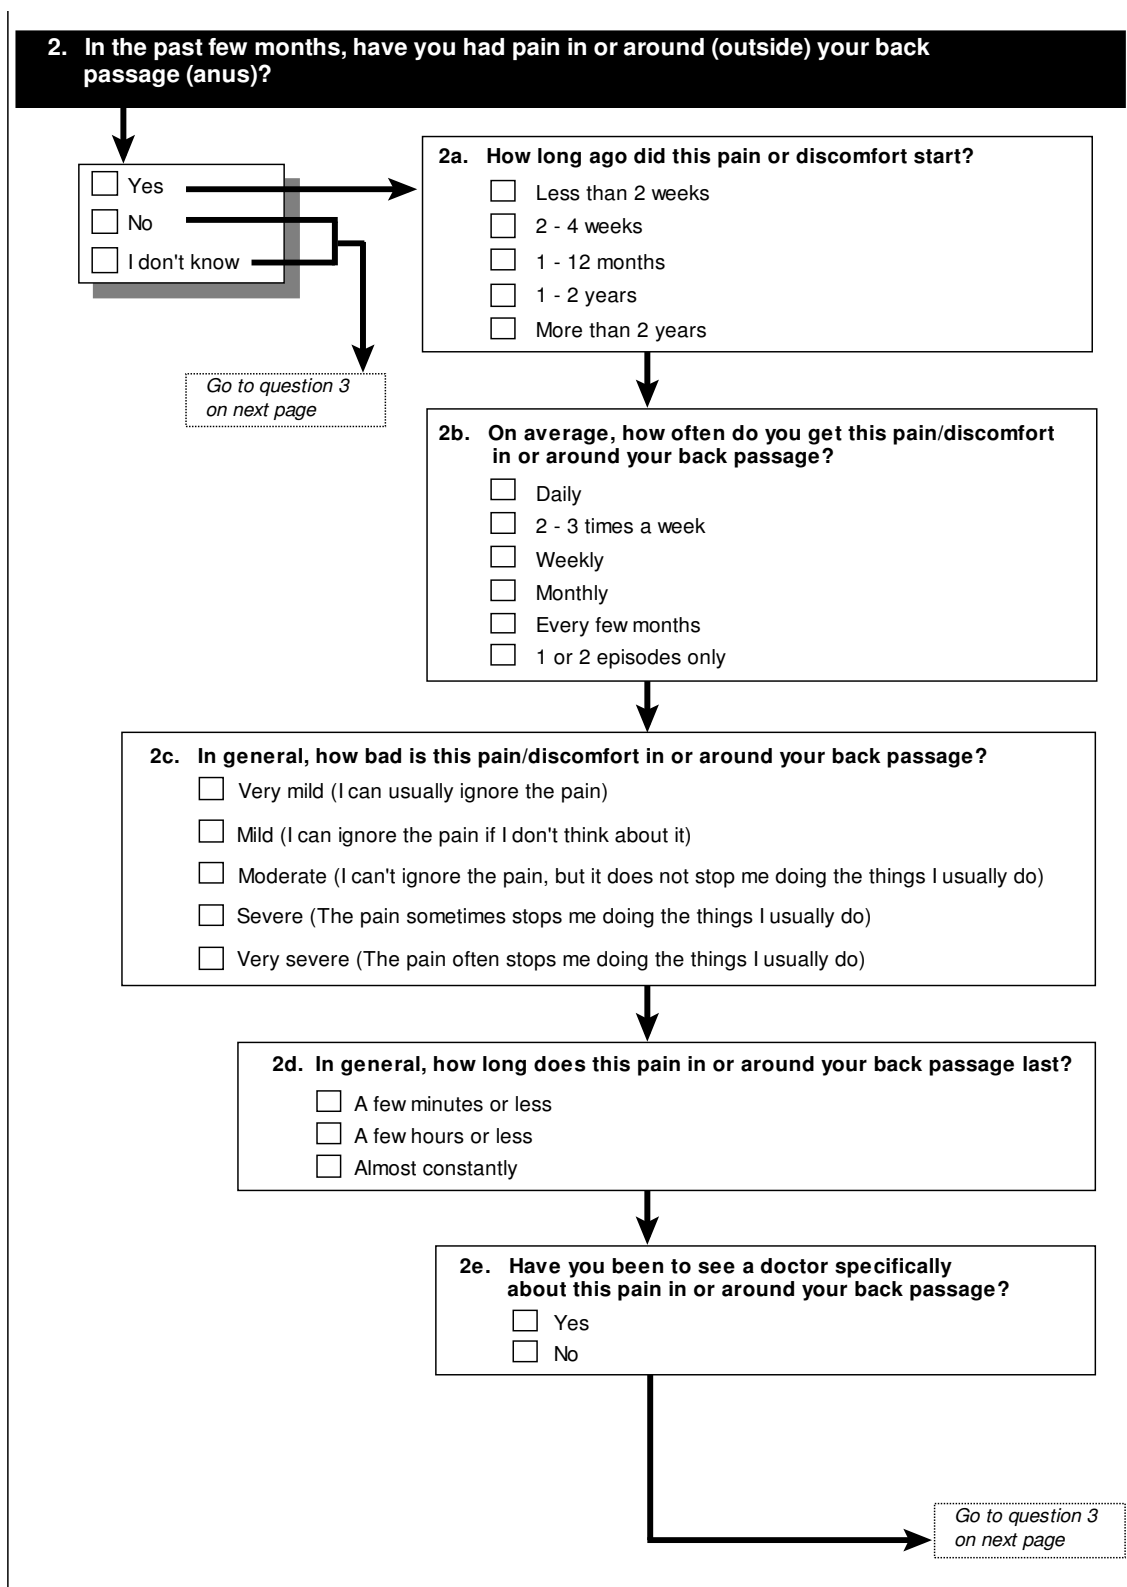 2. In the past few months, have you had pain in or around (outside) your back
passage (anus)?
Yes
No
I don't know
Go to question 3
on next page
2a. How long ago did this pain or discomfort start?
Less than 2 weeks
2 - 4 weeks
1 - 12 months
1 - 2 years
More than 2 years
2b. On average, how often do you get this pain/discomfort
in or around your back passage?
Daily
2 - 3 times a week
Weekly
Monthly
Every few months
1 or 2 episodes only
2c. In general, how bad is this pain/discomfort in or around your back passage?
Very mild (I can usually ignore the pain)
Mild (I can ignore the pain if I don't think about it)
Moderate (I can't ignore the pain, but it does not stop me doing the things I usually do)
Severe (The pain sometimes stops me doing the things I usually do)
Very severe (The pain often stops me doing the things I usually do)
2d. In general, how long does this pain in or around your back passage last?
A few minutes or less
A few hours or less
Almost constantly
2e. Have you been to see a doctor specifically
about this pain in or around your back passage?
Yes
No
Go to question 3
on next page